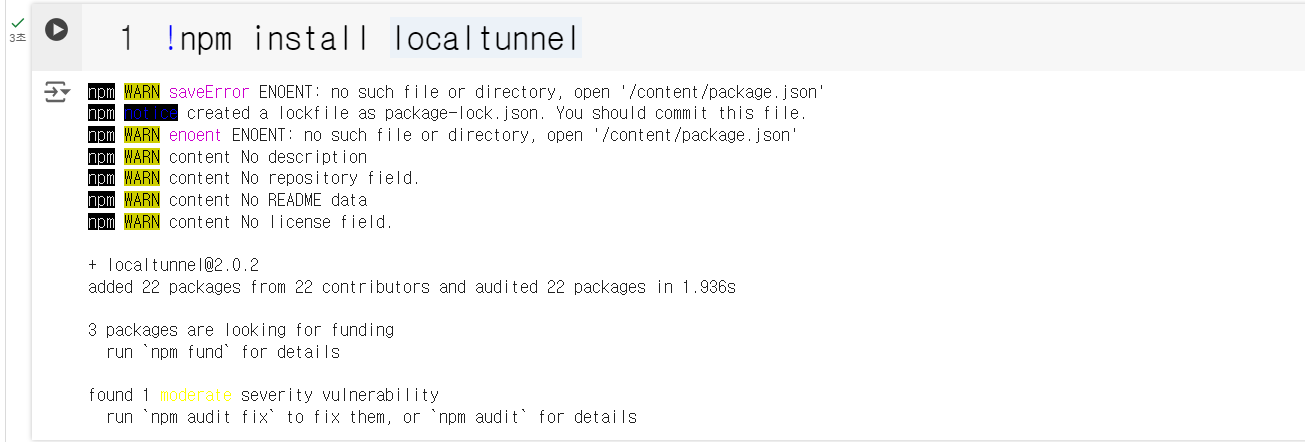 3초
1 !npm install localtunnel
npm WARN saveError ENOENT: no such file or directory, open '/content/package.json'
npm notice created a lockfile as package-lock.json. You should commit this file.
npm WARN enoent ENOENT: no such file or directory, open '/content/package.json'
npm WARN content No description
npm WARN content No repository field.
npm WARN content No README data
npm WARN content No license field.
+ localtunnel@2.0.2
added 22 packages from 22 contributors and audited 22 packages in 1.936s
3 packages are looking for funding
run `npm fund` for details
found 1 moderate severity vulnerability
run `npm audit fix` to fix them, or `npm audit` for details